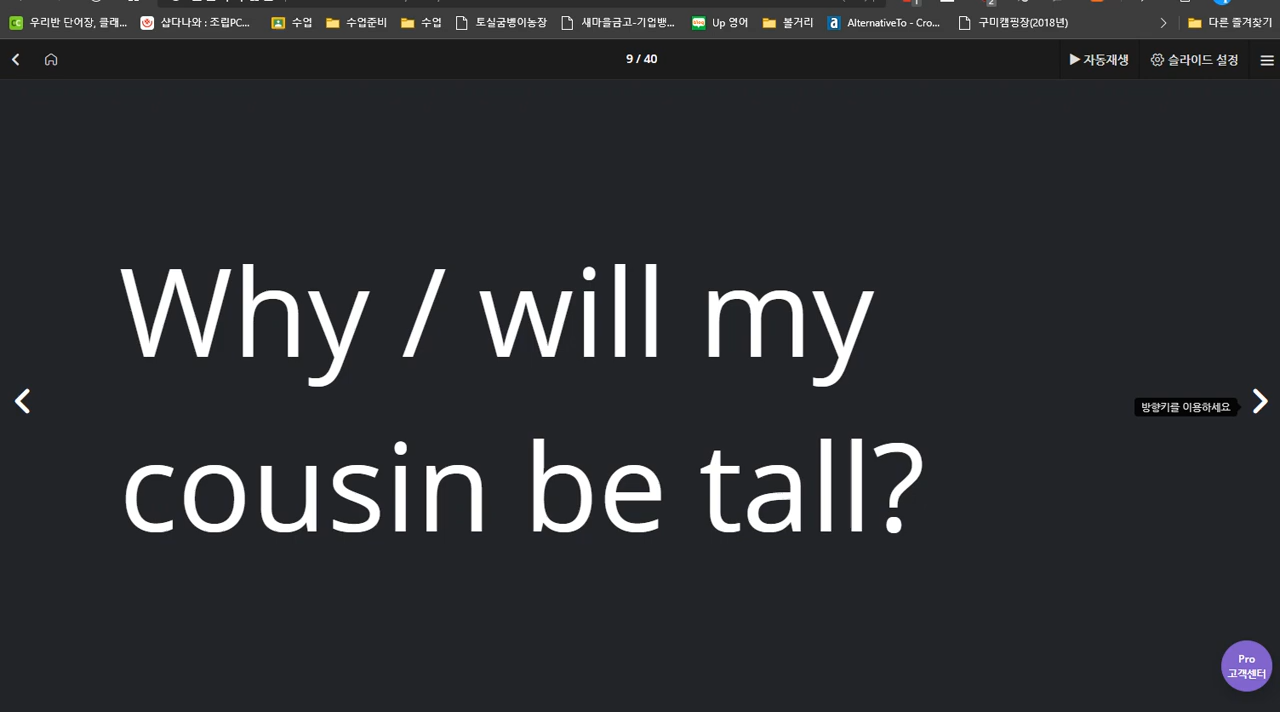 우리반 단어장, 클래... 샵다나와 : 조립PC... 수업 수업준비 수업 토실굼벵이농장 새마을금고-기업뱅... Up 영어 볼거리 AlternativeTo - Cro... 구미캠핑장(2018년) 다른 즐겨찾기
9 / 40 자동재생 슬라이드 설정
Why / will my
방향키를 이용하세요
cousin be tall?
Pro
고객센터